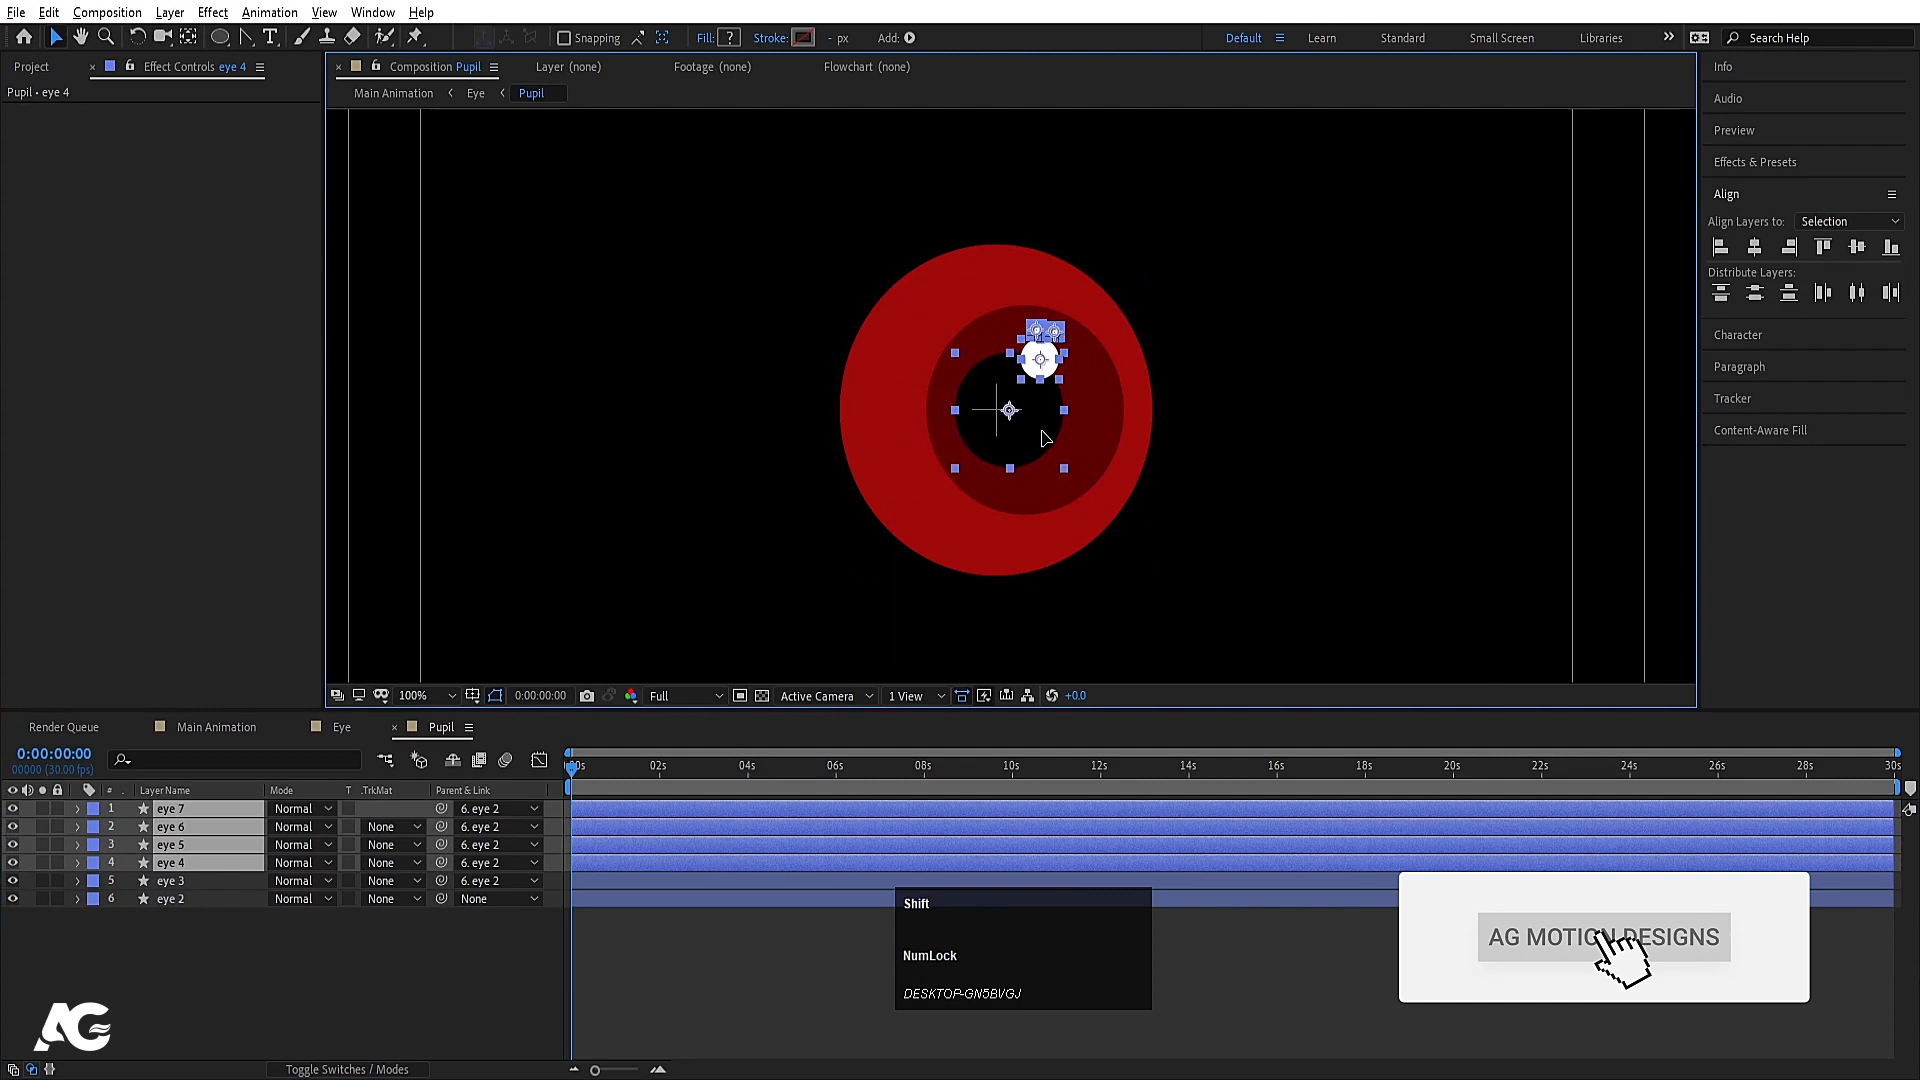 File Edit Composition Layer Effect Animation View Window Help
Snapping Fill: ? Stroke: - px Add: Default Learn Standard Small Screen Libraries Search Help
Project Effect Controls eye 4 Composition Pupil Layer (none) Footage (none) Flowchart (none) Info
Pupil • eye 4 Main Animation Eye Pupil
Audio
Preview
Effects & Presets
Align
Align Layers to: Selection
Distribute Layers:
Character
Paragraph
Tracker
Content-Aware Fill
100% 0:00:00:00 Full Active Camera 1 View +0.0
Render Queue Main Animation Eye Pupil
0:00:00:00
00000 (30.00 fps)
02s 04s 06s 08s 10s 12s 14s 16s 18s 20s 22s 24s 26s 28s 30s
# . Layer Name Mode T .TrkMat Parent & Link
1 eye 7 Normal 6. eye 2
2 eye 6 Normal None 6. eye 2
3 eye 5 Normal None 6. eye 2
4 eye 4 Normal None 6. eye 2
5 eye 3 Normal None 6. eye 2
6 eye 2 Normal None None
Shift
NumLock
DESKTOP-GN5BVGJ
AG MOTION DESIGNS
AG
Toggle Switches / Modes